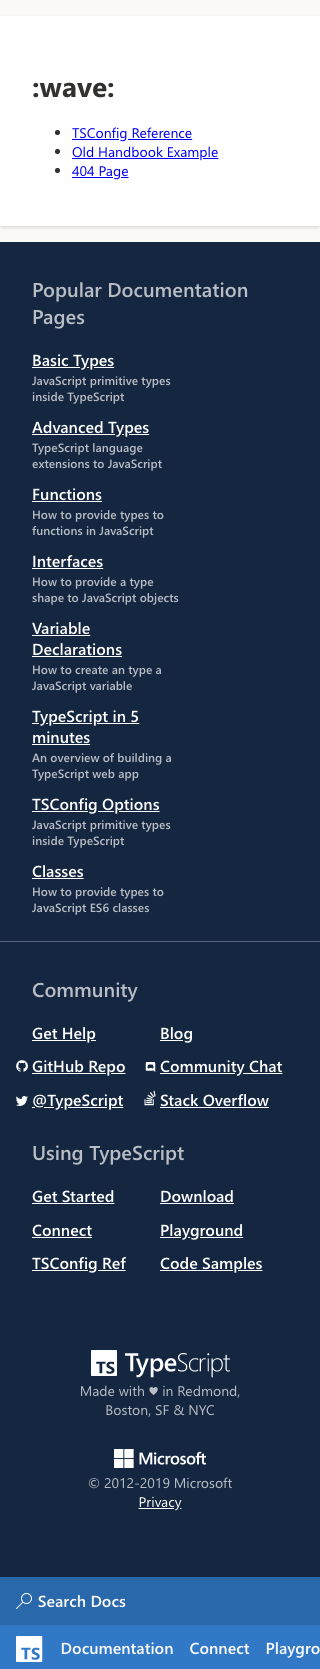 :wave:
TSConfig Reference
Old Handbook Example
404 Page
Popular Documentation
Pages
Basic Types
JavaScript primitive types
inside TypeScript
Advanced Types
TypeScript language
extensions to JavaScript
Functions
How to provide types to
functions in JavaScript
Interfaces
How to provide a type
shape to JavaScript objects
Variable
Declarations
How to create an type a
JavaScript variable
TypeScript in 5
minutes
An overview of building a
TypeScript web app
TSConfig Options
JavaScript primitive types
inside TypeScript
Classes
How to provide types to
JavaScript ES6 classes
Community
Get Help Blog
GitHub Repo Community Chat
@TypeScript Stack Overflow
Using TypeScript
Get Started Download
Connect Playground
TSConfig Ref Code Samples
TS TypeScript
Made with ♥ in Redmond,
Boston, SF & NYC
Microsoft
© 2012-2019 Microsoft
Privacy
Search Docs
TS Documentation Connect Playgro